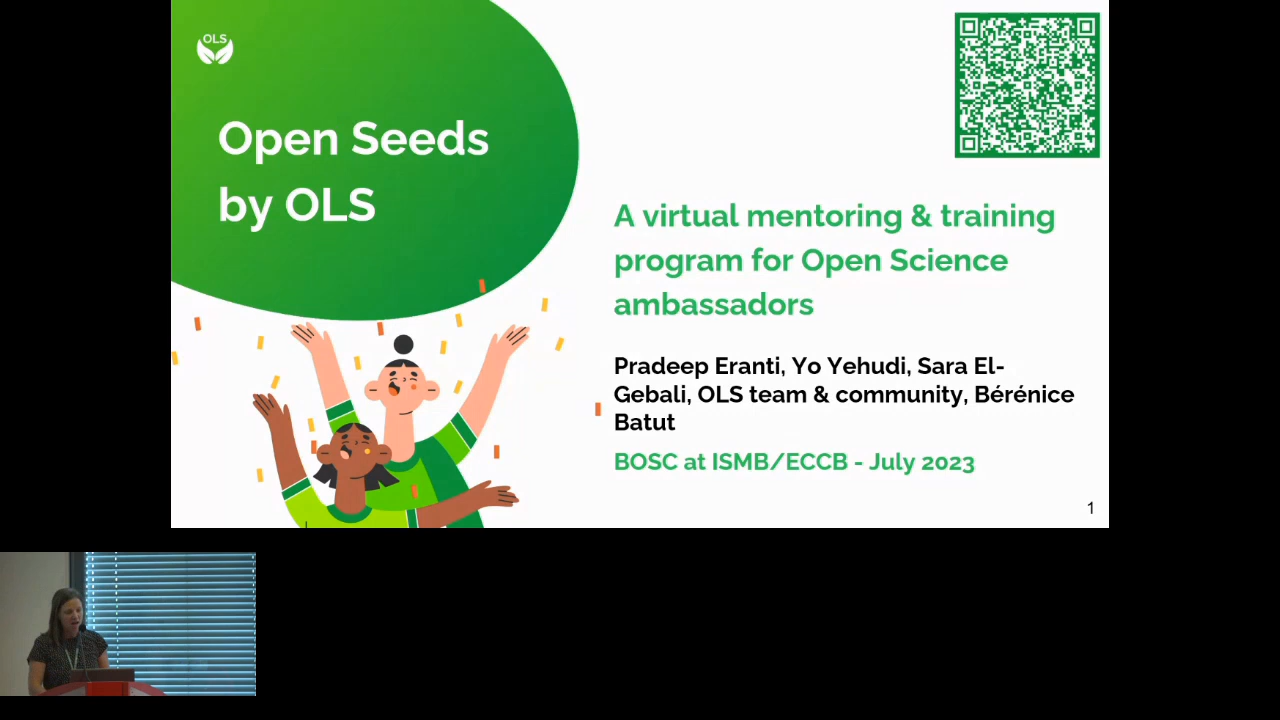 OLS
Open Seeds
by OLS
A virtual mentoring & training
program for Open Science
ambassadors
Pradeep Eranti, Yo Yehudi, Sara El-
Gebali, OLS team & community, Bérénice
Batut
BOSC at ISMB/ECCB - July 2023
1